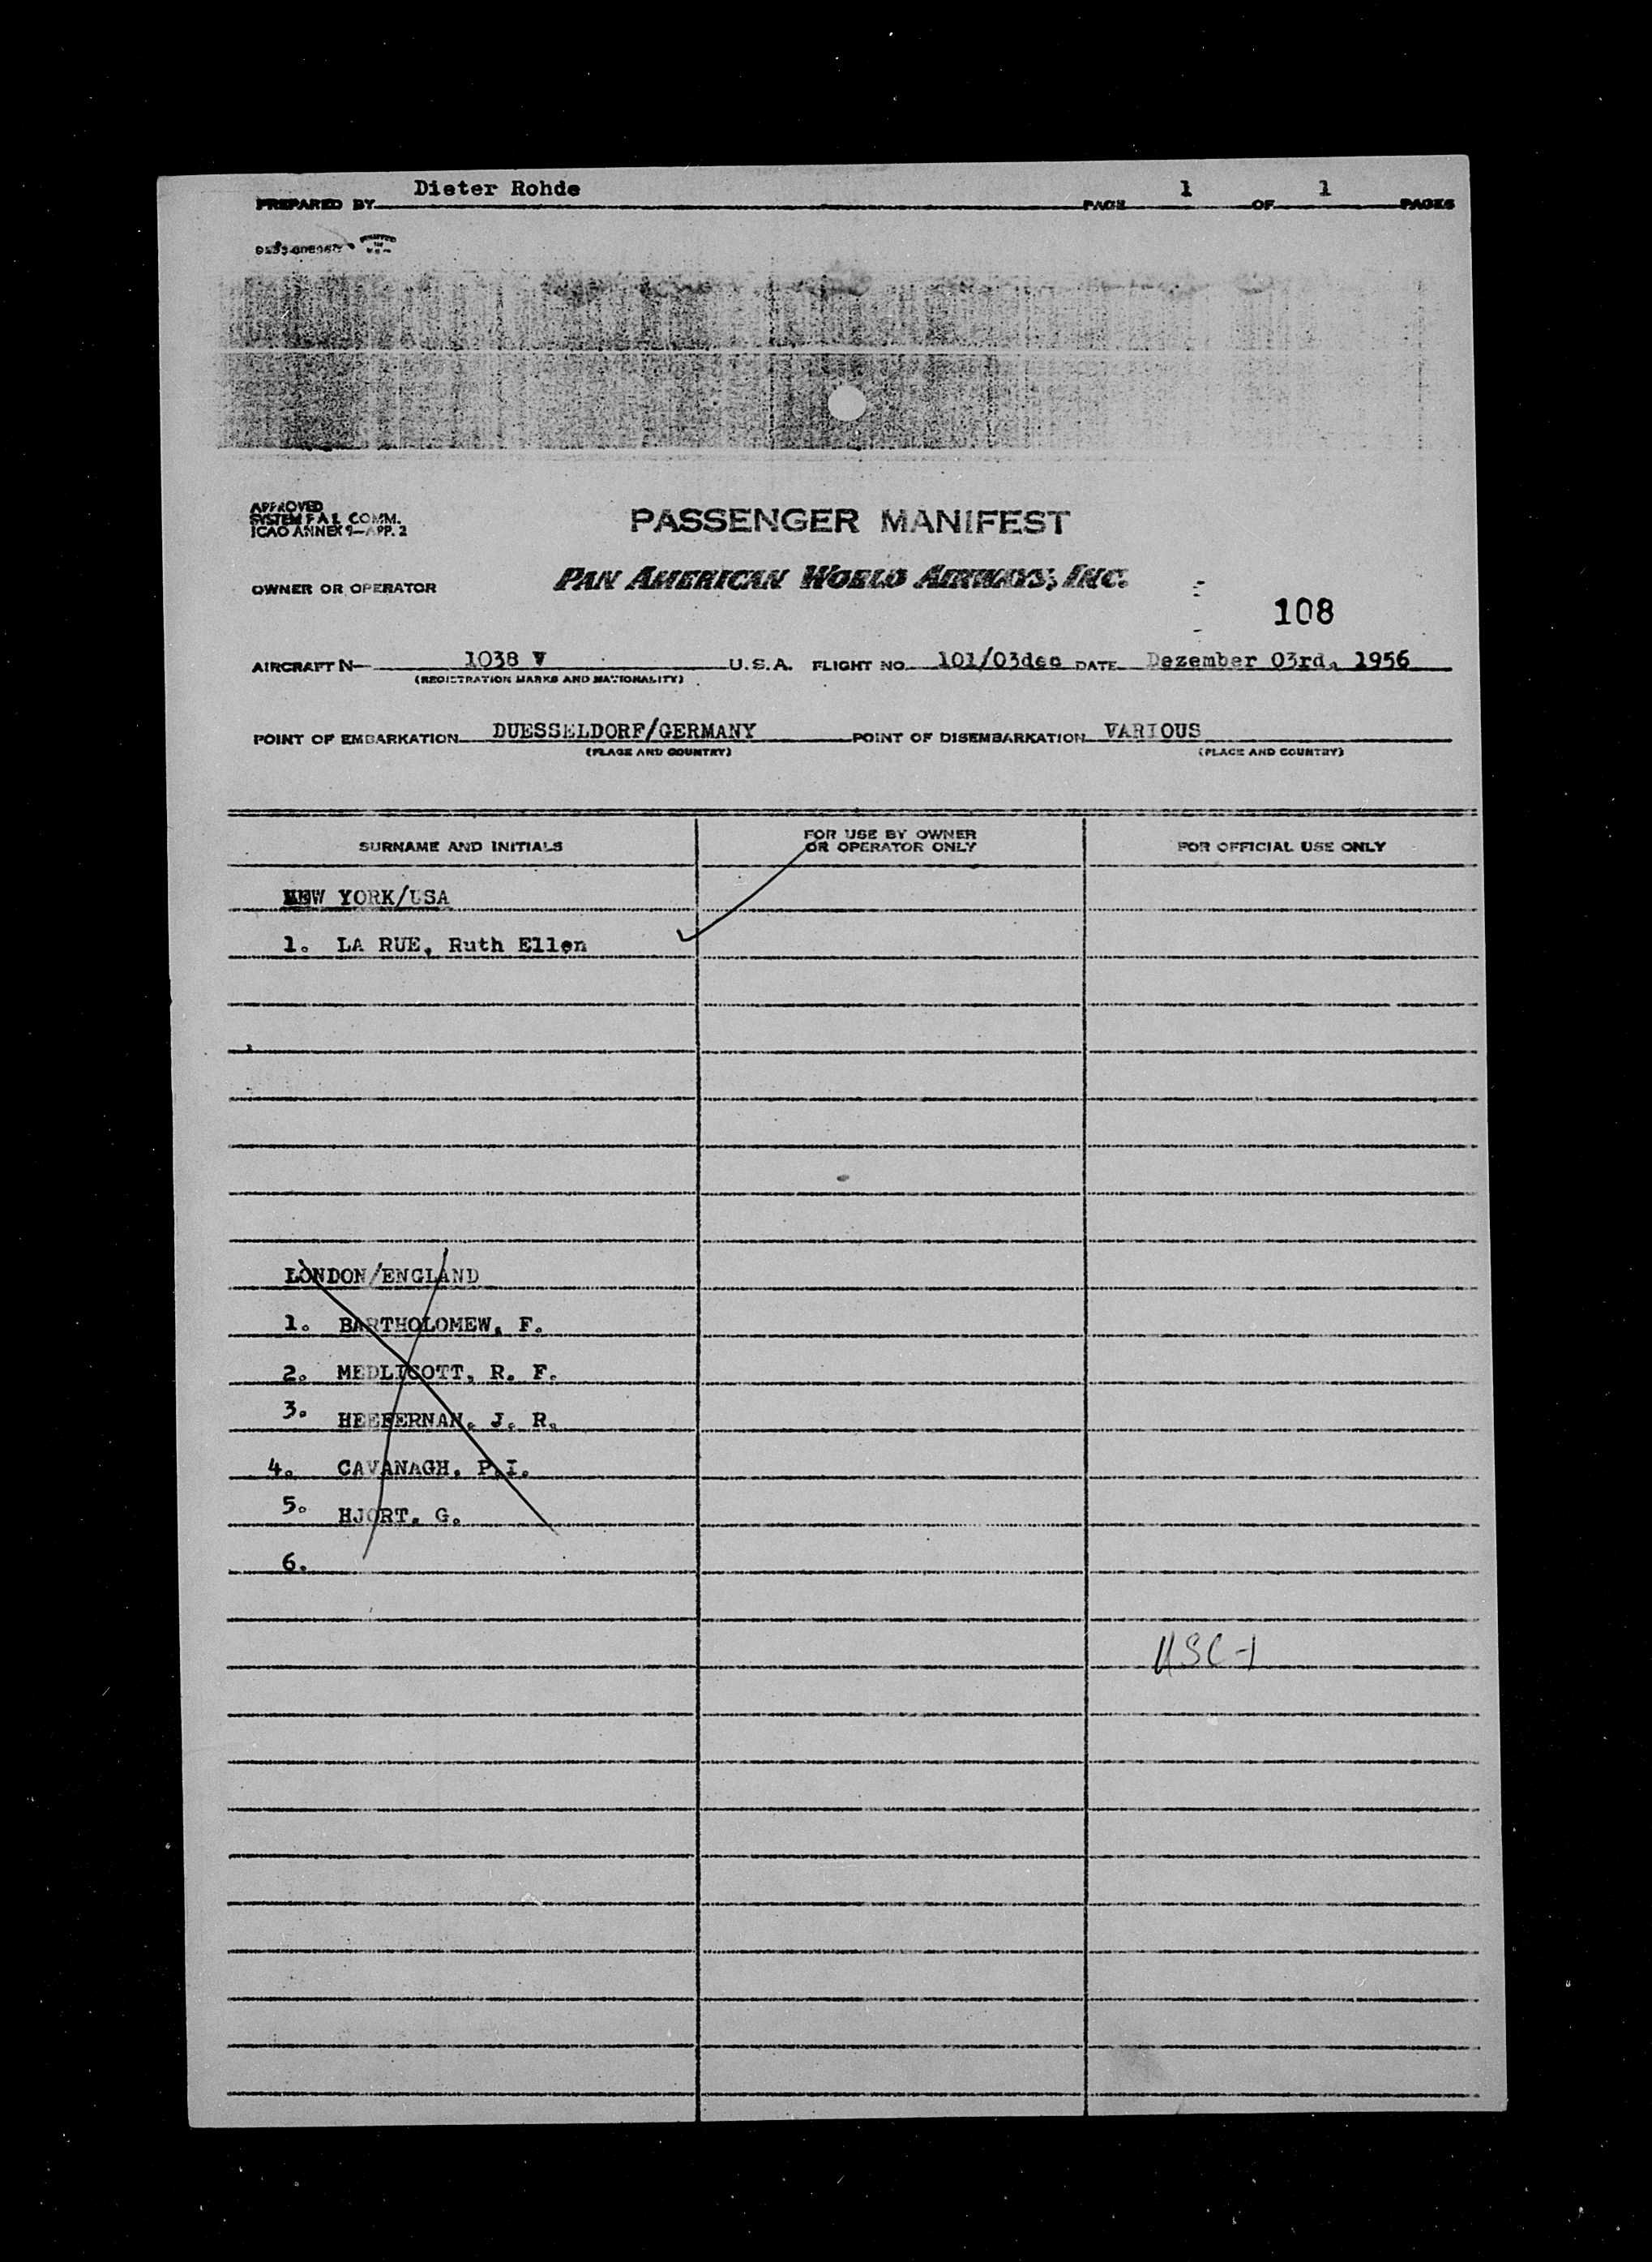 Dieter Rohde
PREPARED BY PAGE 1 OF 1 PAGES
APPROVED
SYSTEM F A L COMM.
ICAO ANNEX 9—APP. 2
PASSENGER MANIFEST
OWNER OR OPERATOR PAN AMERICAN WORLD AIRWAYS, INC.
108
AIRCRAFT N 1038 V U.S.A. FLIGHT NO. 101/03dec DATE Dezember 03rd, 1956
(REGISTRATION MARKS AND NATIONALITY)
POINT OF EMBARKATION DUESSELDORF/GERMANY POINT OF DISEMBARKATION VARIOUS
(PLACE AND COUNTRY) (PLACE AND COUNTRY)
SURNAME AND INITIALS
FOR USE BY OWNER
OR OPERATOR ONLY
FOR OFFICIAL USE ONLY
NEW YORK/USA
1. LA RUE, Ruth Ellen
LONDON/ENGLAND
1. BARTHOLOMEW, F.
2. MEDLICOTT, R. F.
3. HEFFERNAN, J. R.
4. CAVANAGH, P.I.
5. HJORT, G.
6.
USC-1